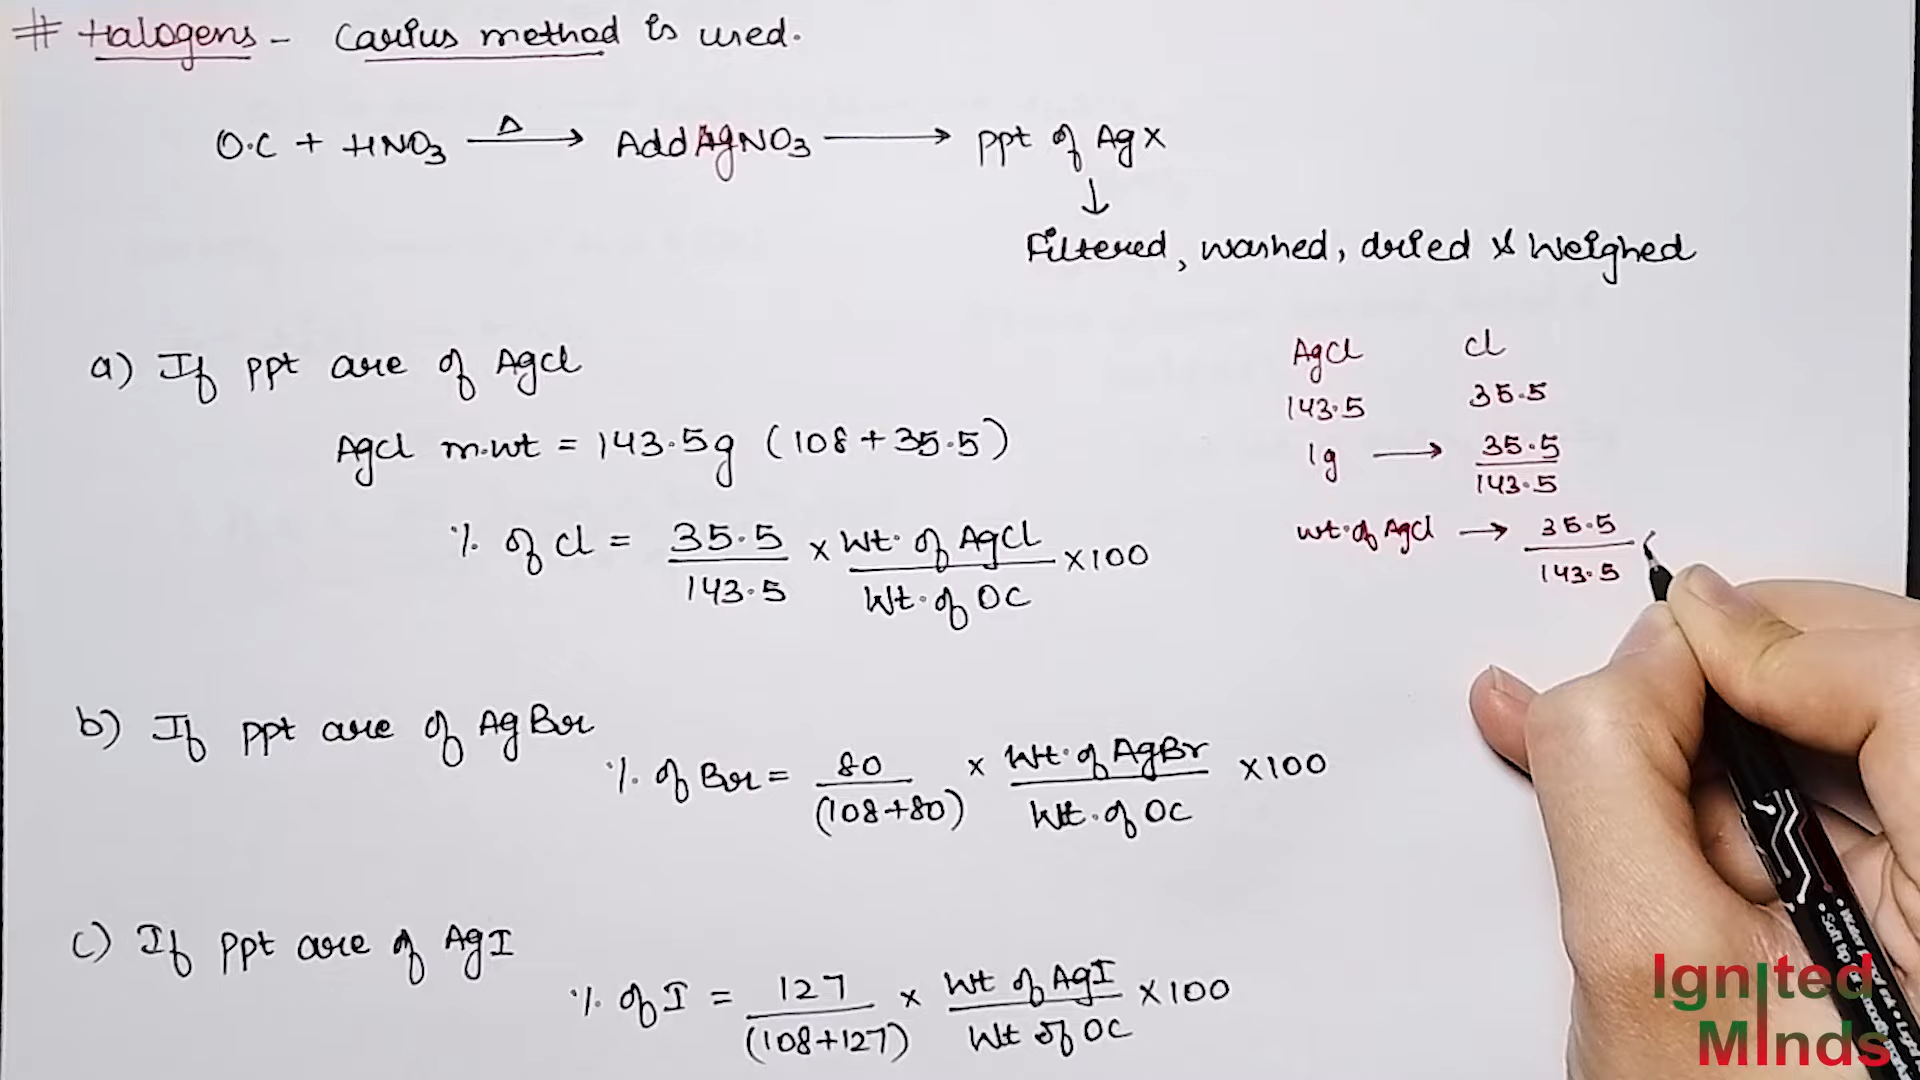 # Halogens - Carius method is used.
O.C + HNO3 —Δ→ Add AgNO3 → ppt of AgX
↓
Filtered, washed, dried & Weighed
a) If ppt are of AgCl
AgCl m.wt = 143.5g (108+35.5)
% of Cl = 35.5/143.5 × Wt. of AgCl/Wt. of OC ×100
AgCl Cl
143.5 35.5
1g → 35.5/143.5
wt. of AgCl → 35.5/143.5
b) If ppt are of AgBr
% of Br = 80/(108+80) × Wt. of AgBr/Wt. of OC ×100
c) If ppt are of AgI
% of I = 127/(108+127) × Wt of AgI/Wt of OC ×100
Ignited
Minds